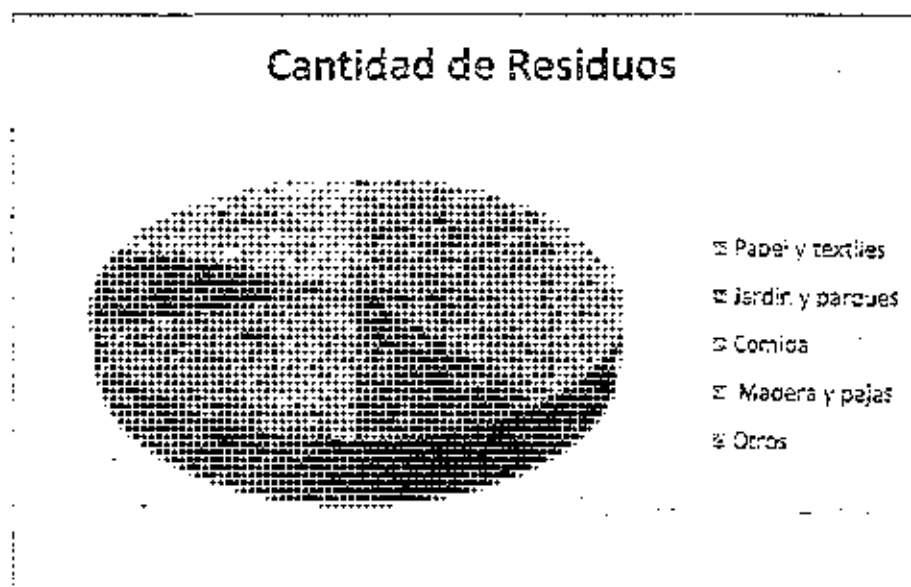 Cantidad de Residuos
Papel y textiles
Jardin y parques
Comida
Madera y pajas
Otros